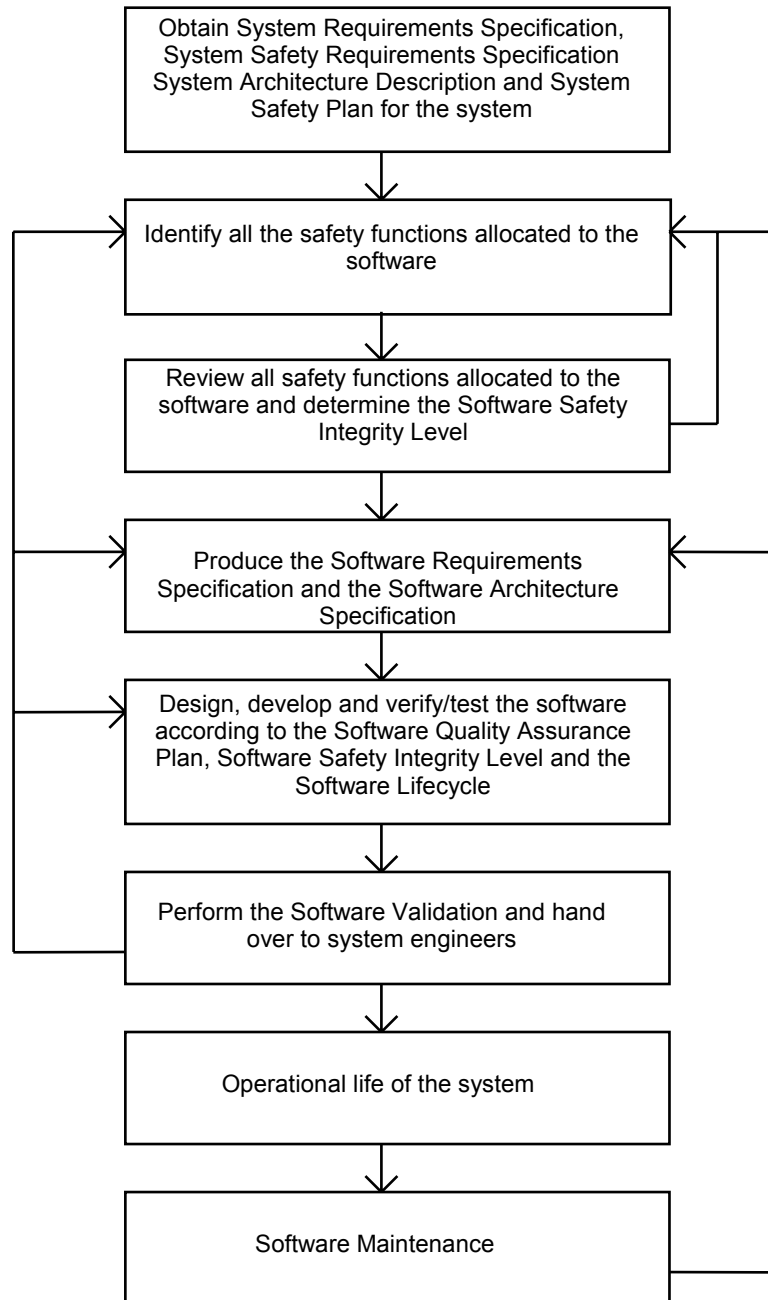 Obtain System Requirements Specification,
System Safety Requirements Specification
System Architecture Description and System
Safety Plan for the system
Identify all the safety functions allocated to the
software
Review all safety functions allocated to the
software and determine the Software Safety
Integrity Level
Produce the Software Requirements
Specification and the Software Architecture
Specification
Design, develop and verify/test the software
according to the Software Quality Assurance
Plan, Software Safety Integrity Level and the
Software Lifecycle
Perform the Software Validation and hand
over to system engineers
Operational life of the system
Software Maintenance